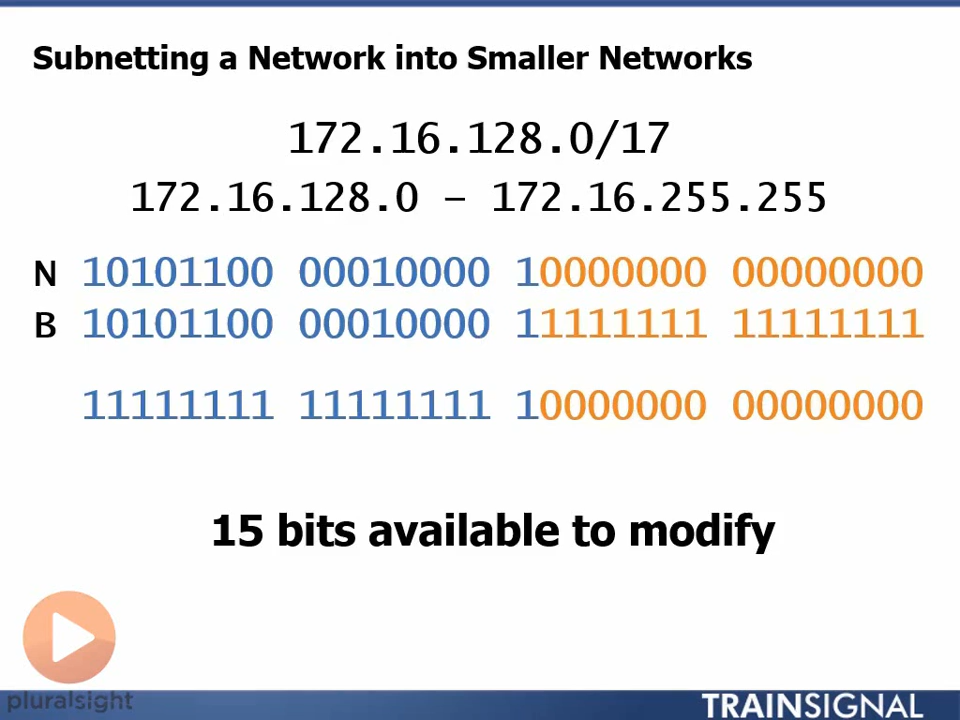 Subnetting a Network into Smaller Networks
172.16.128.0/17
172.16.128.0 – 172.16.255.255
N 10101100 00010000 10000000 00000000
B 10101100 00010000 11111111 11111111
11111111 11111111 10000000 00000000
15 bits available to modify
pluralsight
TRAINSIGNAL